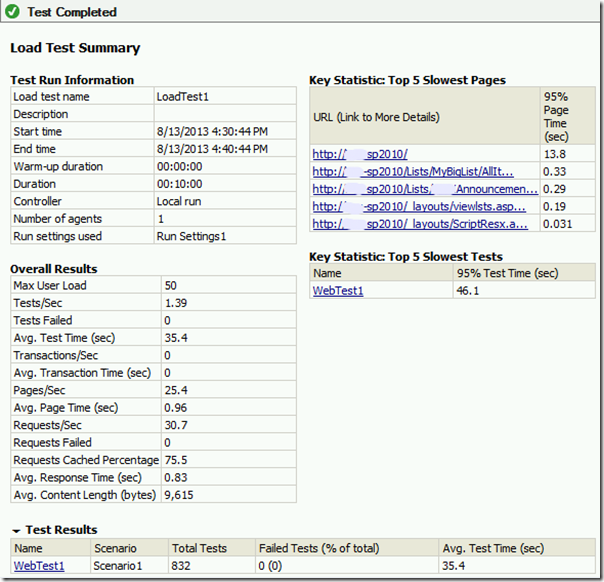 Test Completed
Load Test Summary
Test Run Information
Load test name LoadTest1
Description
Start time 8/13/2013 4:30:44 PM
End time 8/13/2013 4:40:44 PM
Warm-up duration 00:00:00
Duration 00:10:00
Controller Local run
Number of agents 1
Run settings used Run Settings1
Overall Results
Max User Load 50
Tests/Sec 1.39
Tests Failed 0
Avg. Test Time (sec) 35.4
Transactions/Sec 0
Avg. Transaction Time (sec) 0
Pages/Sec 25.4
Avg. Page Time (sec) 0.96
Requests/Sec 30.7
Requests Failed 0
Requests Cached Percentage 75.5
Avg. Response Time (sec) 0.83
Avg. Content Length (bytes) 9,615
Key Statistic: Top 5 Slowest Pages
URL (Link to More Details) 95%
Page
Time
(sec)
http:// sp2010/ 13.8
http:// -sp2010/Lists/MyBigList/AllIt... 0.33
http:// -sp2010/Lists/ Announcemen... 0.29
http:// -sp2010/_layouts/viewlsts.asp... 0.19
http:// sp2010/_layouts/ScriptResx.a... 0.031
Key Statistic: Top 5 Slowest Tests
Name 95% Test Time (sec)
WebTest1 46.1
Test Results
Name Scenario Total Tests Failed Tests (% of total) Avg. Test Time (sec)
WebTest1 Scenario1 832 0 (0) 35.4